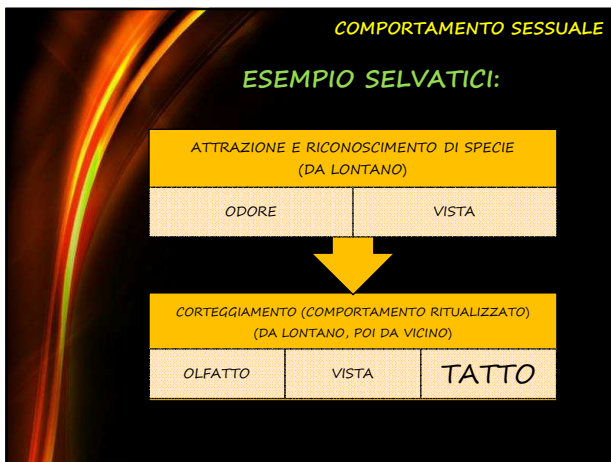 COMPORTAMENTO SESSUALE
ESEMPIO SELVATICI:
ATTRAZIONE E RICONOSCIMENTO DI SPECIE
(DA LONTANO)
ODORE VISTA
CORTEGGIAMENTO (COMPORTAMENTO RITUALIZZATO)
(DA LONTANO, POI DA VICINO)
OLFATTO VISTA TATTO